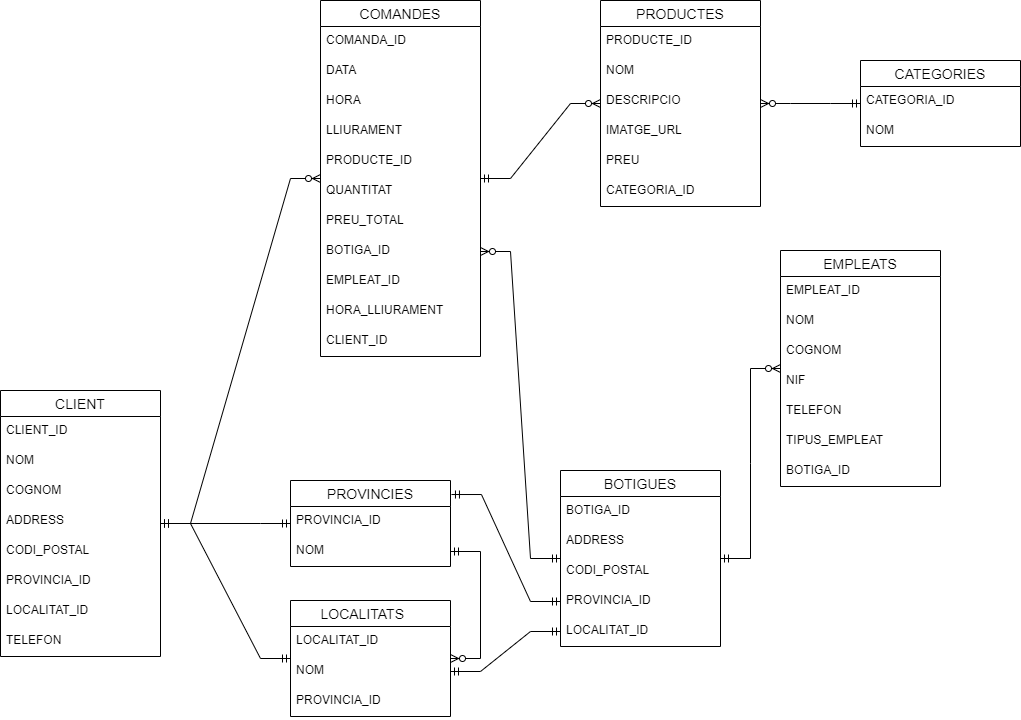 COMANDES
COMANDA_ID
DATA
HORA
LLIURAMENT
PRODUCTE_ID
QUANTITAT
PREU_TOTAL
BOTIGA_ID
EMPLEAT_ID
HORA_LLIURAMENT
CLIENT_ID
PRODUCTES
PRODUCTE_ID
NOM
DESCRIPCIO
IMATGE_URL
PREU
CATEGORIA_ID
CATEGORIES
CATEGORIA_ID
NOM
EMPLEATS
EMPLEAT_ID
NOM
COGNOM
NIF
TELEFON
TIPUS_EMPLEAT
BOTIGA_ID
CLIENT
CLIENT_ID
NOM
COGNOM
ADDRESS
CODI_POSTAL
PROVINCIA_ID
LOCALITAT_ID
TELEFON
PROVINCIES
PROVINCIA_ID
NOM
LOCALITATS
LOCALITAT_ID
NOM
PROVINCIA_ID
BOTIGUES
BOTIGA_ID
ADDRESS
CODI_POSTAL
PROVINCIA_ID
LOCALITAT_ID